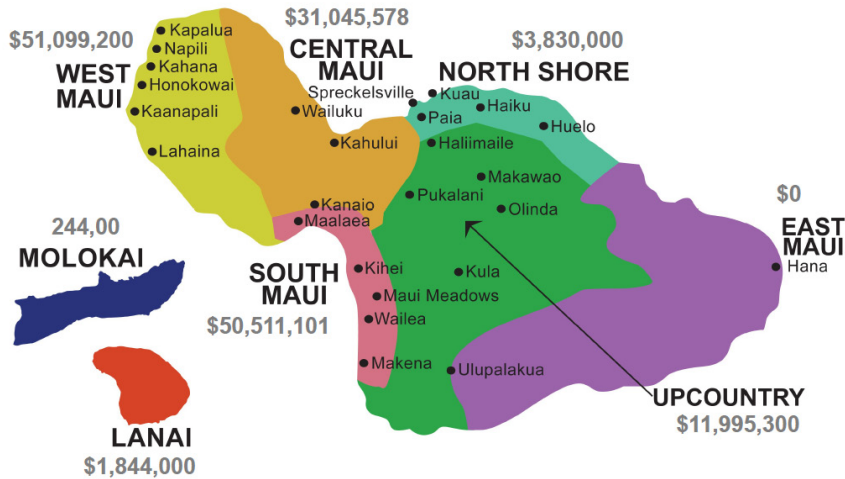 $51,099,200
WEST
MAUI
Kapalua
Napili
Kahana
Honokowai
Kaanapali
Lahaina
$31,045,578
CENTRAL
MAUI
Wailuku
Kahului
Kanaio
$3,830,000
NORTH SHORE
Spreckelsville
Kuau
Paia
Haiku
Huelo
Haliimaile
Makawao
Pukalani
Olinda
Kula
Ulupalakua
$0
EAST
MAUI
Hana
244,00
MOLOKAI
SOUTH
MAUI
$50,511,101
Maalaea
Kihei
Maui Meadows
Wailea
Makena
UPCOUNTRY
$11,995,300
LANAI
$1,844,000